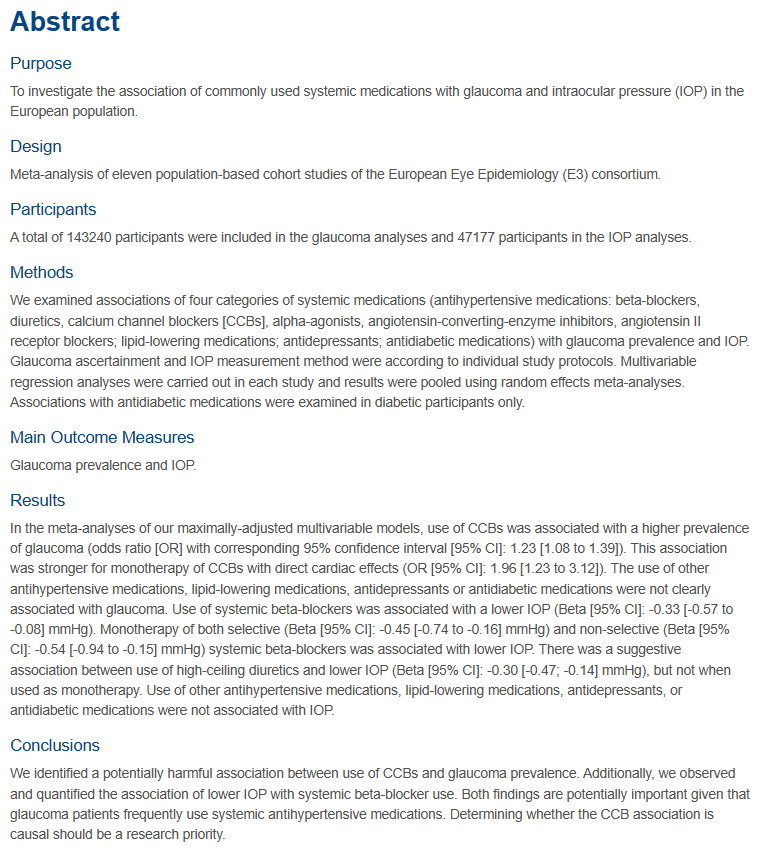 Abstract
Purpose
To investigate the association of commonly used systemic medications with glaucoma and intraocular pressure (IOP) in the
European population.
Design
Meta-analysis of eleven population-based cohort studies of the European Eye Epidemiology (E3) consortium.
Participants
A total of 143240 participants were included in the glaucoma analyses and 47177 participants in the IOP analyses.
Methods
We examined associations of four categories of systemic medications (antihypertensive medications: beta-blockers,
diuretics, calcium channel blockers [CCBs], alpha-agonists, angiotensin-converting-enzyme inhibitors, angiotensin II
receptor blockers; lipid-lowering medications; antidepressants; antidiabetic medications) with glaucoma prevalence and IOP.
Glaucoma ascertainment and IOP measurement method were according to individual study protocols. Multivariable
regression analyses were carried out in each study and results were pooled using random effects meta-analyses.
Associations with antidiabetic medications were examined in diabetic participants only.
Main Outcome Measures
Glaucoma prevalence and IOP.
Results
In the meta-analyses of our maximally-adjusted multivariable models, use of CCBs was associated with a higher prevalence
of glaucoma (odds ratio [OR] with corresponding 95% confidence interval [95% CI]: 1.23 [1.08 to 1.39]). This association
was stronger for monotherapy of CCBs with direct cardiac effects (OR [95% CI]: 1.96 [1.23 to 3.12]). The use of other
antihypertensive medications, lipid-lowering medications, antidepressants or antidiabetic medications were not clearly
associated with glaucoma. Use of systemic beta-blockers was associated with a lower IOP (Beta [95% CI]: -0.33 [-0.57 to
-0.08] mmHg). Monotherapy of both selective (Beta [95% CI]: -0.45 [-0.74 to -0.16] mmHg) and non-selective (Beta [95%
CI]: -0.54 [-0.94 to -0.15] mmHg) systemic beta-blockers was associated with lower IOP. There was a suggestive
association between use of high-ceiling diuretics and lower IOP (Beta [95% CI]: -0.30 [-0.47; -0.14] mmHg), but not when
used as monotherapy. Use of other antihypertensive medications, lipid-lowering medications, antidepressants, or
antidiabetic medications were not associated with IOP.
Conclusions
We identified a potentially harmful association between use of CCBs and glaucoma prevalence. Additionally, we observed
and quantified the association of lower IOP with systemic beta-blocker use. Both findings are potentially important given that
glaucoma patients frequently use systemic antihypertensive medications. Determining whether the CCB association is
causal should be a research priority.